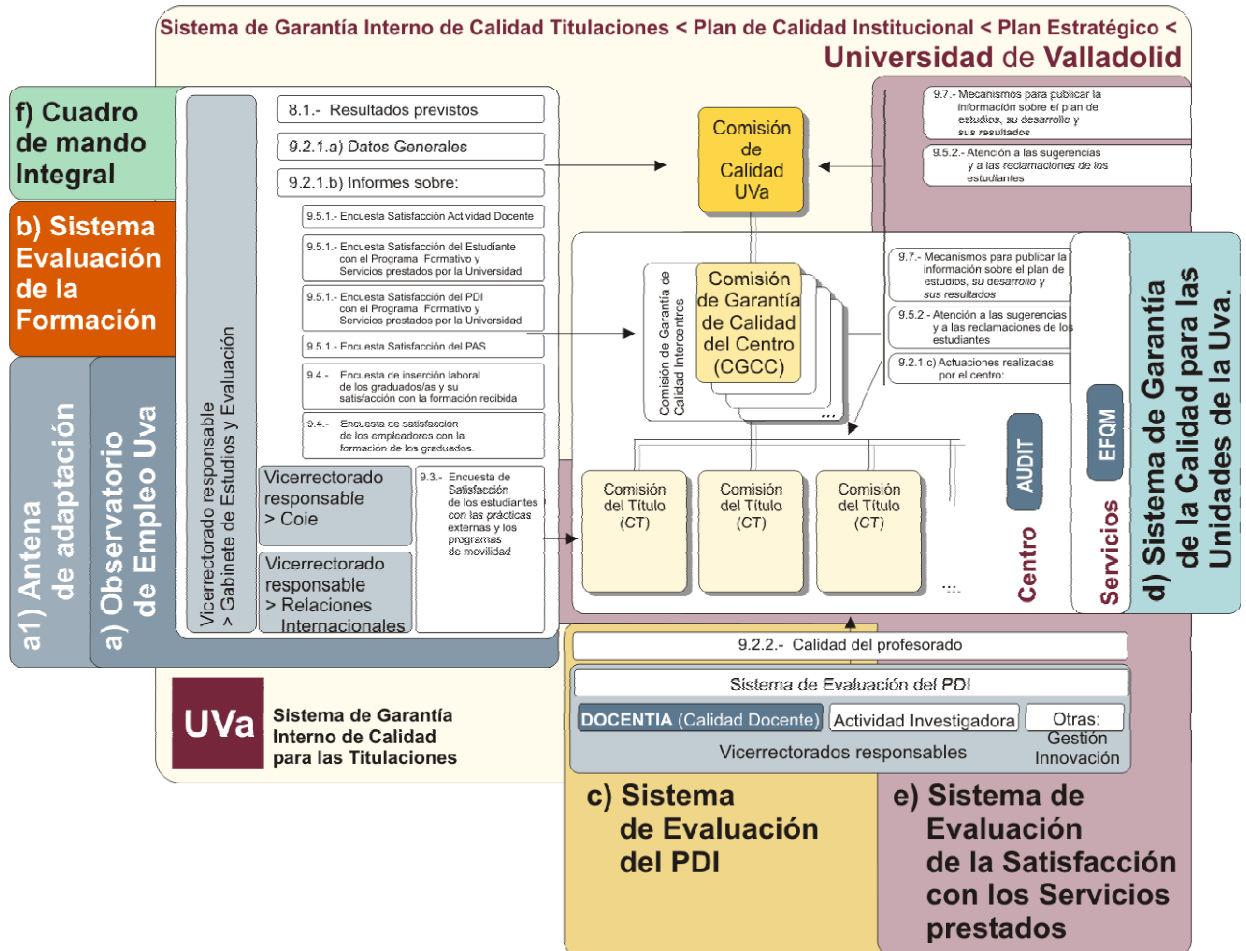 Sistema de Garantía Interno de Calidad Titulaciones < Plan de Calidad Institucional < Plan Estratégico <
Universidad de Valladolid
f) Cuadro
de mando
Integral
b) Sistema
Evaluación
de la
Formación
a1) Antena
de adaptación
a) Observatorio
de Empleo Uva
Vicerrectorado responsable
> Gabinete de Estudios y Evaluación
8.1.- Resultados previstos
9.2.1.a) Datos Generales
9.2.1.b) Informes sobre:
9.5.1.- Encuesta Satisfacción Actividad Docente
9.5.1.- Encuesta Satisfacción del Estudiante
con el Programa Formativo y
Servicios prestados por la Universidad
9.5.1.- Encuesta Satisfacción del PDI
con el Programa Formativo y
Servicios prestados por la Universidad
9.5.1.- Encuesta Satisfacción del PAS
9.4.- Encuesta de inserción laboral
de los graduados/as y su
satisfacción con la formación recibida
9.4.- Encuesta de satisfacción
de los empleadores con la
formación de los graduados.
Vicerrectorado
responsable
> Coie
Vicerrectorado
responsable
> Relaciones
Internacionales
9.3.- Encuesta de
Satisfacción
de los estudiantes
con las prácticas
externas y los
programas
de movilidad
Comisión
de
Calidad
UVa
9.7.- Mecanismos para publicar la
información sobre el plan de
estudios, su desarrollo y
sus resultados
9.5.2.- Atención a las sugerencias
y a las reclamaciones de los
estudiantes
Comisión de Garantía de
Calidad Intercentros
Comisión
de Garantía
de Calidad
del Centro
(CGCC)
...
9.7.- Mecanismos para publicar la
información sobre el plan de
estudios, su desarrollo y
sus resultados
9.5.2 - Atención a las sugerencias
y a las reclamaciones de los
estudiantes
9.2.1 c) Actuaciones realizadas
por el centro:
Comisión
del Título
(CT)
Comisión
del Título
(CT)
Comisión
del Título
(CT)
....
Centro
AUDIT
Servicios
EFQM
d) Sistema de Garantía
de la Calidad para las
Unidades de la Uva.
9.2.2.- Calidad del profesorado
Sistema de Evaluación del PDI
DOCENTIA (Calidad Docente)
Actividad Investigadora
Otras:
Gestión
Innovación
Vicerrectorados responsables
UVa
Sistema de Garantía
Interno de Calidad
para las Titulaciones
c) Sistema
de Evaluación
del PDI
e) Sistema de
Evaluación
de la Satisfacción
con los Servicios
prestados